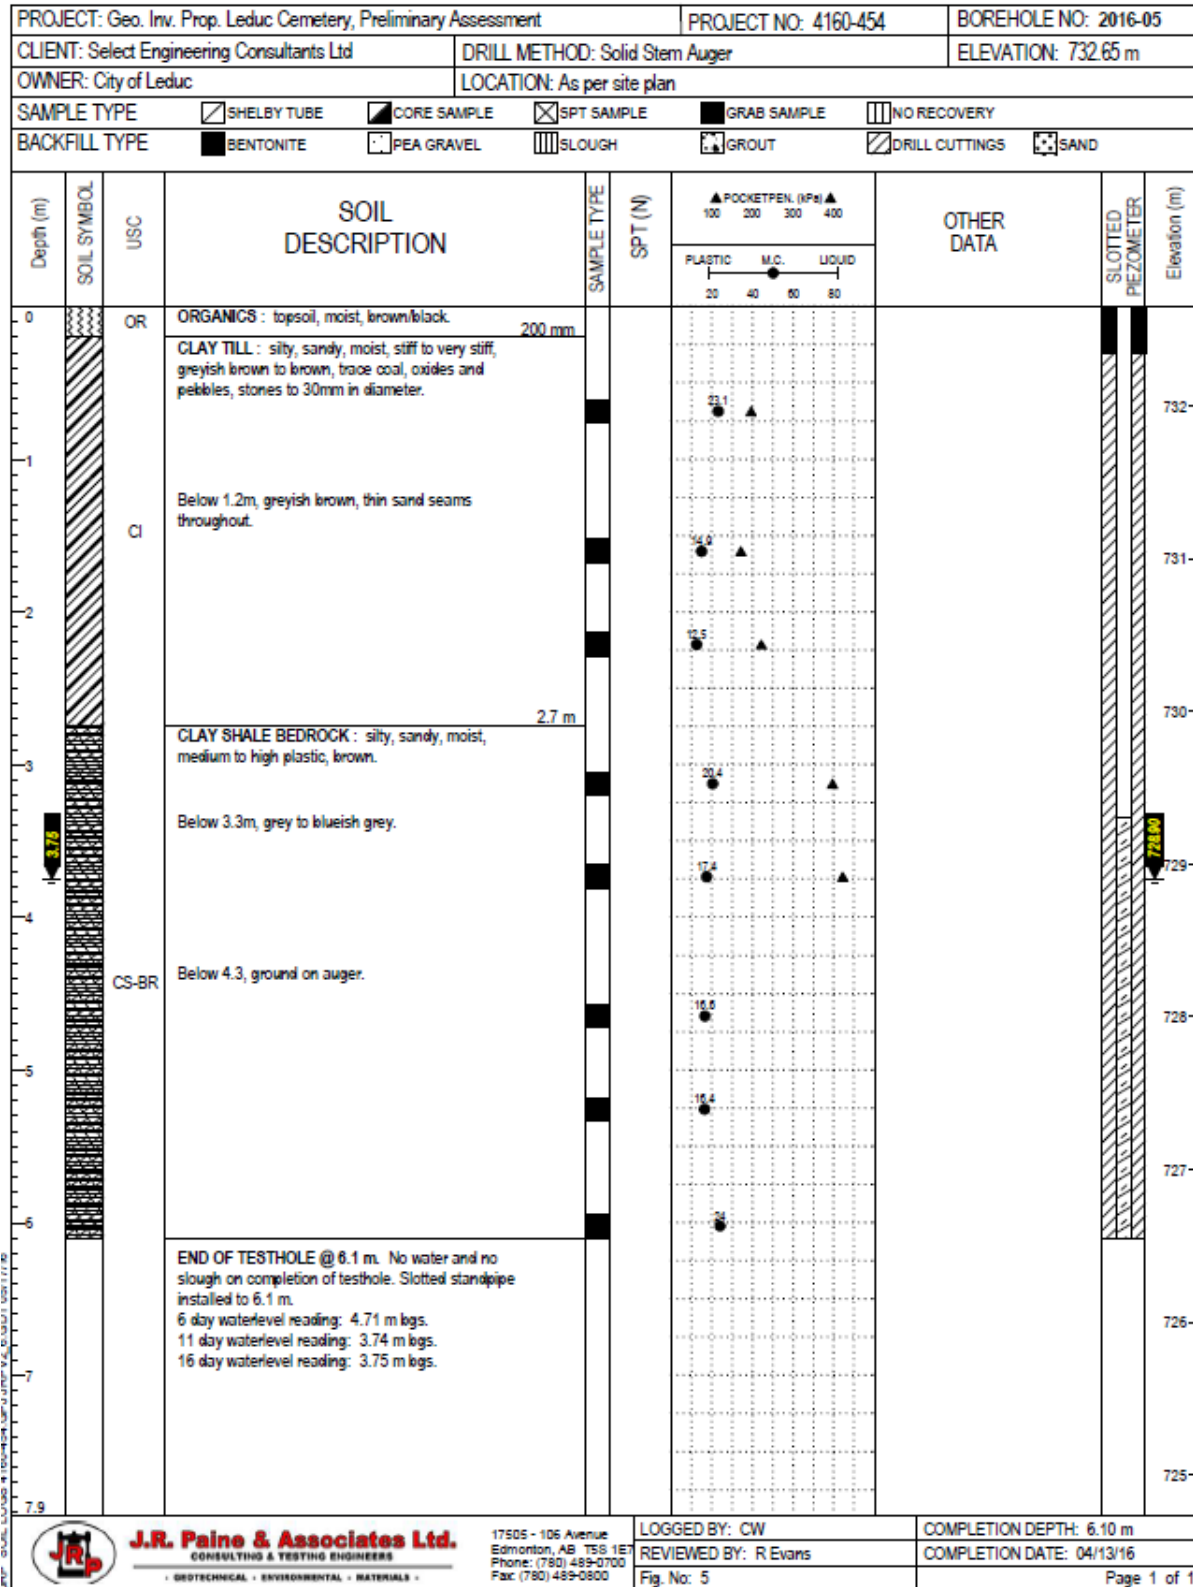 PROJECT: Geo. Inv. Prop. Leduc Cemetery, Preliminary Assessment PROJECT NO: 4160-454 BOREHOLE NO: 2016-05
CLIENT: Select Engineering Consultants Ltd DRILL METHOD: Solid Stem Auger ELEVATION: 732.65 m
OWNER: City of Leduc LOCATION: As per site plan
SAMPLE TYPE SHELBY TUBE CORE SAMPLE SPT SAMPLE GRAB SAMPLE NO RECOVERY
BACKFILL TYPE BENTONITE PEA GRAVEL SLOUGH GROUT DRILL CUTTINGS SAND
Depth (m)
SOIL SYMBOL
USC
SOIL
DESCRIPTION
SAMPLE TYPE
SPT (N)
▲POCKETPEN. (kPa)▲
100 200 300 400
PLASTIC M.C. LIQUID
20 40 60 80
OTHER
DATA
SLOTTED
PIEZOMETER
Elevation (m)
0
OR
ORGANICS : topsoil, moist, brown/black.
200 mm
CLAY TILL : silty, sandy, moist, stiff to very stiff,
greyish brown to brown, trace coal, oxides and
pebbles, stones to 30mm in diameter.
23.1
732
1
Below 1.2m, greyish brown, thin sand seams
throughout.
CI
14.9
731
2
12.5
2.7 m
730
CLAY SHALE BEDROCK : silty, sandy, moist,
medium to high plastic, brown.
3
20.4
Below 3.3m, grey to blueish grey.
3.75
728.90
17.4
729
4
Below 4.3, ground on auger.
CS-BR
16.6
728
5
16.4
727
6
24
END OF TESTHOLE @ 6.1 m. No water and no
slough on completion of testhole. Slotted standpipe
installed to 6.1 m.
6 day waterlevel reading: 4.71 m bgs.
11 day waterlevel reading: 3.74 m bgs.
16 day waterlevel reading: 3.75 m bgs.
726
7
725
7.9
JRP
J.R. Paine & Associates Ltd.
CONSULTING & TESTING ENGINEERS
- GEOTECHNICAL - ENVIRONMENTAL - MATERIALS -
17505 - 106 Avenue
Edmonton, AB T5S 1E7
Phone: (780) 489-0700
Fax: (780) 489-0800
LOGGED BY: CW
REVIEWED BY: R Evans
Fig. No: 5
COMPLETION DEPTH: 6.10 m
COMPLETION DATE: 04/13/16
Page 1 of 1